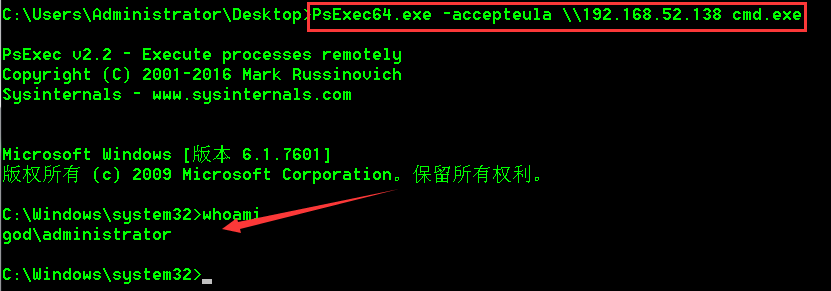 C:\Users\Administrator\Desktop>PsExec64.exe -accepteula \\192.168.52.138 cmd.exe
PsExec v2.2 - Execute processes remotely
Copyright (C) 2001-2016 Mark Russinovich
Sysinternals - www.sysinternals.com
Microsoft Windows [版本 6.1.7601]
版权所有 (c) 2009 Microsoft Corporation。保留所有权利。
C:\Windows\system32>whoami
god\administrator
C:\Windows\system32>